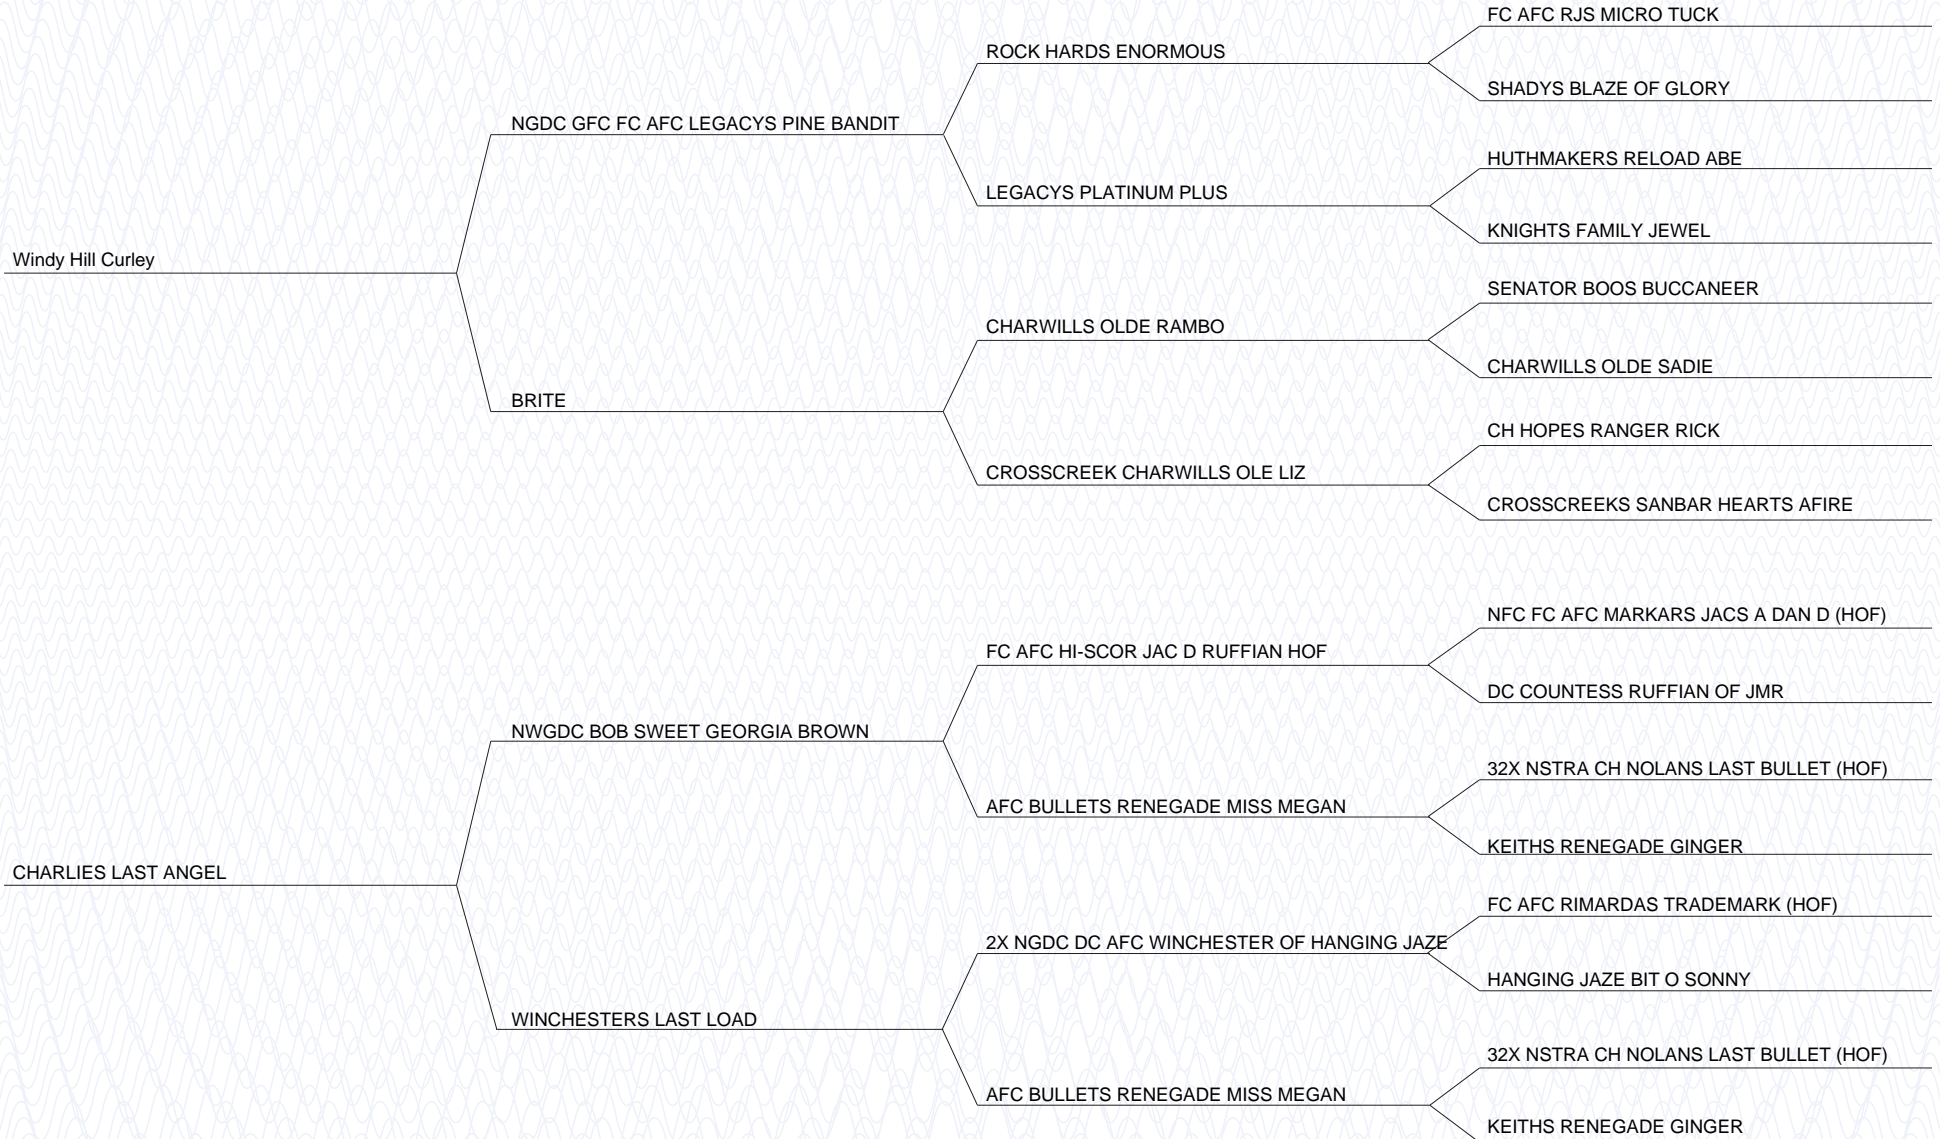 FC AFC RJS MICRO TUCK
ROCK HARDS ENORMOUS
SHADYS BLAZE OF GLORY
NGDC GFC FC AFC LEGACYS PINE BANDIT
HUTHMAKERS RELOAD ABE
LEGACYS PLATINUM PLUS
KNIGHTS FAMILY JEWEL
Windy Hill Curley
SENATOR BOOS BUCCANEER
CHARWILLS OLDE RAMBO
CHARWILLS OLDE SADIE
BRITE
CH HOPES RANGER RICK
CROSSCREEK CHARWILLS OLE LIZ
CROSSCREEKS SANBAR HEARTS AFIRE
NFC FC AFC MARKARS JACS A DAN D (HOF)
FC AFC HI-SCOR JAC D RUFFIAN HOF
DC COUNTESS RUFFIAN OF JMR
NWGDC BOB SWEET GEORGIA BROWN
32X NSTRA CH NOLANS LAST BULLET (HOF)
AFC BULLETS RENEGADE MISS MEGAN
KEITHS RENEGADE GINGER
CHARLIES LAST ANGEL
FC AFC RIMARDAS TRADEMARK (HOF)
2X NGDC DC AFC WINCHESTER OF HANGING JAZE
HANGING JAZE BIT O SONNY
WINCHESTERS LAST LOAD
32X NSTRA CH NOLANS LAST BULLET (HOF)
AFC BULLETS RENEGADE MISS MEGAN
KEITHS RENEGADE GINGER